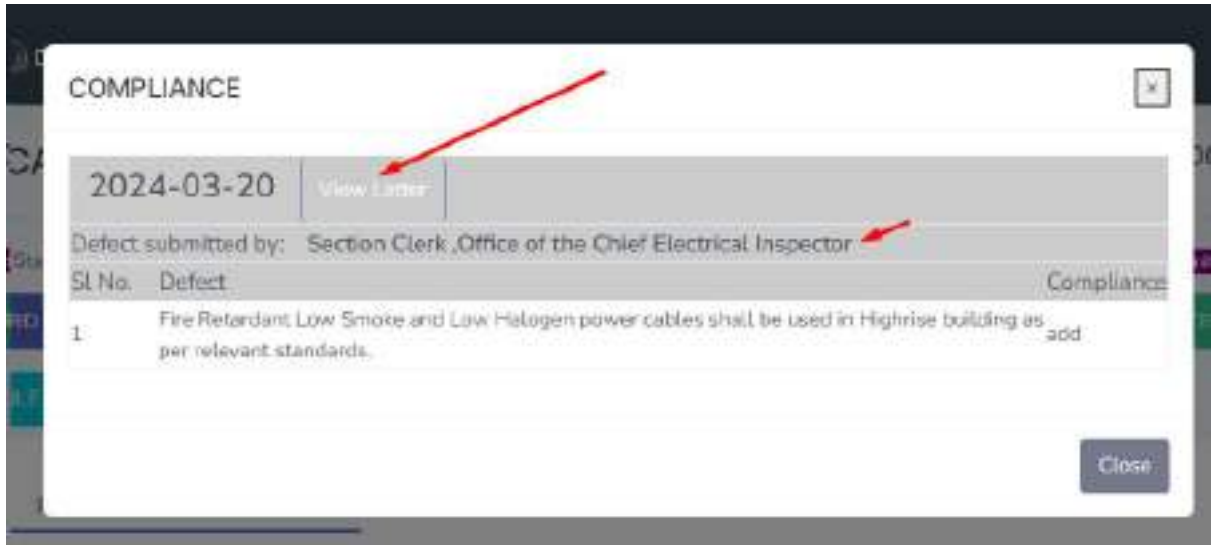 COMPLIANCE
×
2024-03-20 View Letter
Defect submitted by: Section Clerk ,Office of the Chief Electrical Inspector
Sl No. Defect Compliance
1 Fire Retardant Low Smoke and Low Halogen power cables shall be used in Highrise building as
per relevant standards.
add
Close